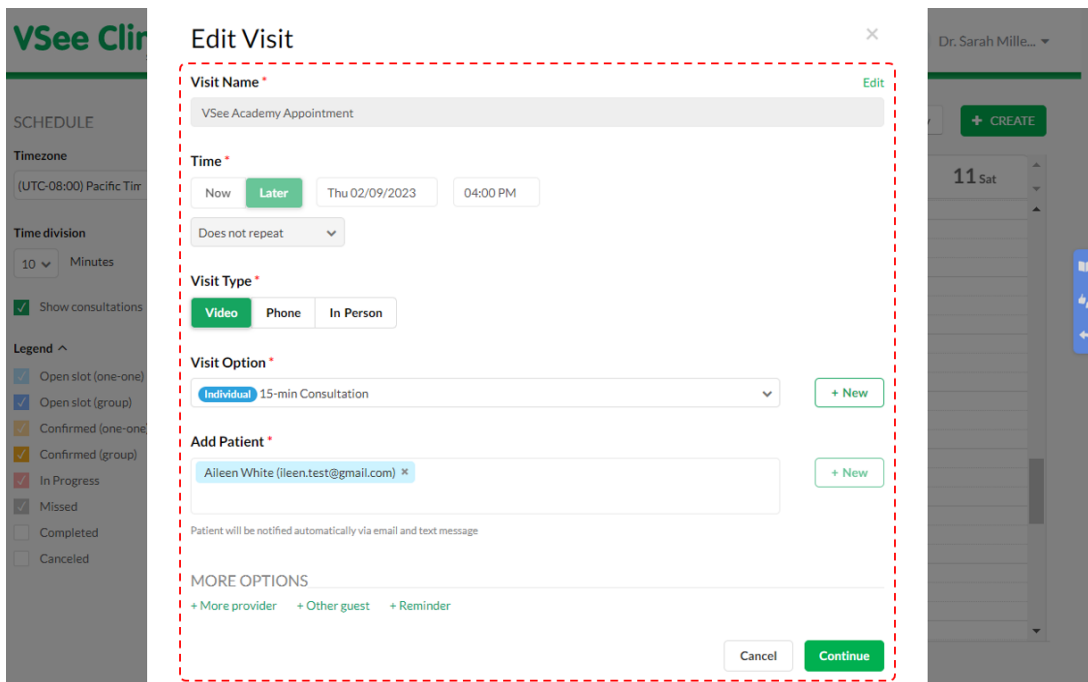 VSee Clin
Edit Visit
×
Dr. Sarah Mille...
Visit Name *
Edit
VSee Academy Appointment
SCHEDULE
+ CREATE
Time *
Timezone
(UTC-08:00) Pacific Tim
Now
Later
Thu 02/09/2023
04:00 PM
11 Sat
Does not repeat
Time division
10
Minutes
Visit Type *
Video
Phone
In Person
Show consultations
Legend
Visit Option *
Open slot (one-one)
Individual 15-min Consultation
+ New
Open slot (group)
Confirmed (one-one
Add Patient *
Confirmed (group)
Aileen White (ileen.test@gmail.com) ×
+ New
In Progress
Missed
Patient will be notified automatically via email and text message
Completed
Canceled
MORE OPTIONS
+ More provider
+ Other guest
+ Reminder
Cancel
Continue